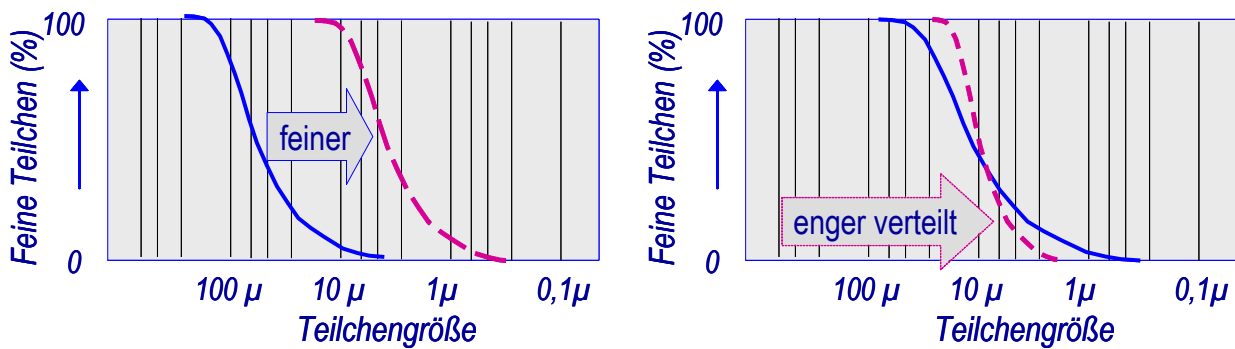 Feine Teilchen (%)
100
0
feiner
100 µ
10 µ
1µ
0,1µ
Teilchengröße
Feine Teilchen (%)
100
0
enger verteilt
100 µ
10 µ
1µ
0,1µ
Teilchengröße